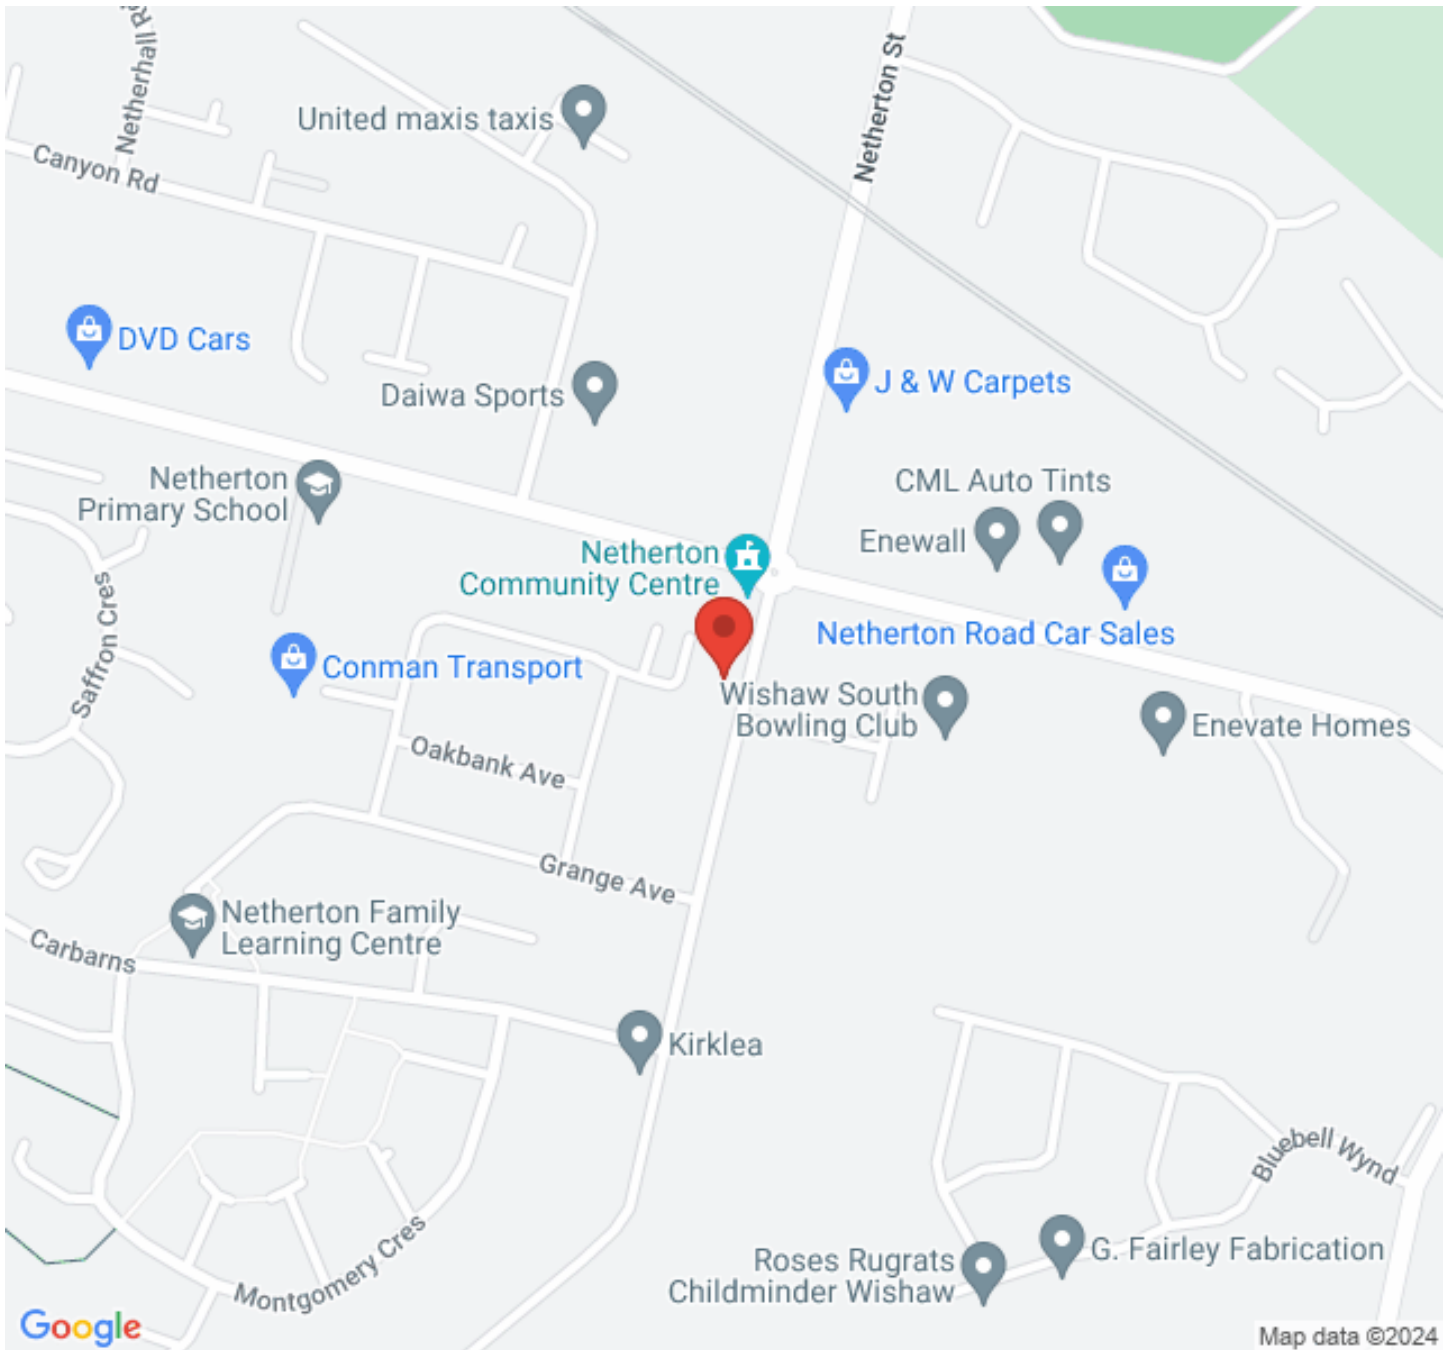 Netherhall Rd
Netherton St
United maxis taxis
Canyon Rd
DVD Cars
J & W Carpets
Daiwa Sports
Netherton
Primary School
CML Auto Tints
Enewall
Netherton
Community Centre
Saffron Cres
Netherton Road Car Sales
Conman Transport
Wishaw South
Bowling Club
Enevate Homes
Oakbank Ave
Grange Ave
Netherton Family
Learning Centre
Carbarns
Kirklea
Bluebell Wynd
Montgomery Cres
Roses Rugrats
Childminder Wishaw
G. Fairley Fabrication
Google
Map data ©2024